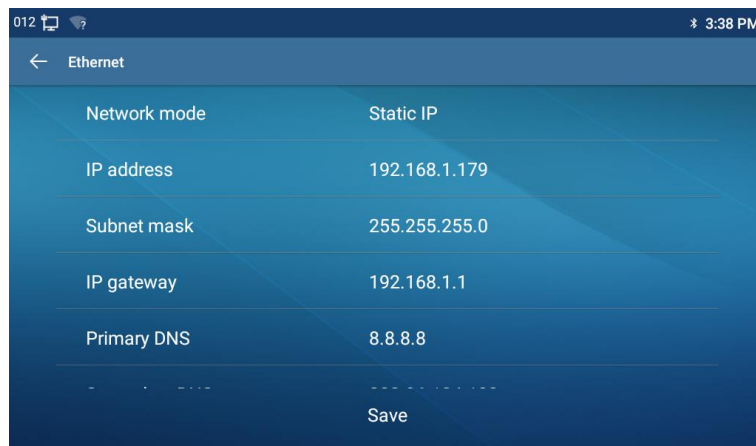 012 3:38 PM
Ethernet
Network mode Static IP
IP address 192.168.1.179
Subnet mask 255.255.255.0
IP gateway 192.168.1.1
Primary DNS 8.8.8.8
Save